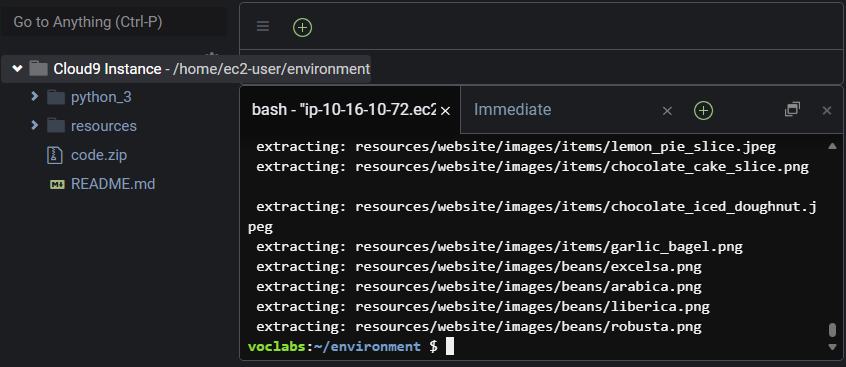 Go to Anything (Ctrl-P)
Cloud9 Instance - /home/ec2-user/environment
python_3
resources
code.zip
README.md
bash - "ip-10-16-10-72.ec2
Immediate
extracting: resources/website/images/items/lemon_pie_slice.jpeg
extracting: resources/website/images/items/chocolate_cake_slice.png
extracting: resources/website/images/items/chocolate_iced_doughnut.j
peg
extracting: resources/website/images/items/garlic_bagel.png
extracting: resources/website/images/beans/excelsa.png
extracting: resources/website/images/beans/arabica.png
extracting: resources/website/images/beans/liberica.png
extracting: resources/website/images/beans/robusta.png
voclabs:~/environment $